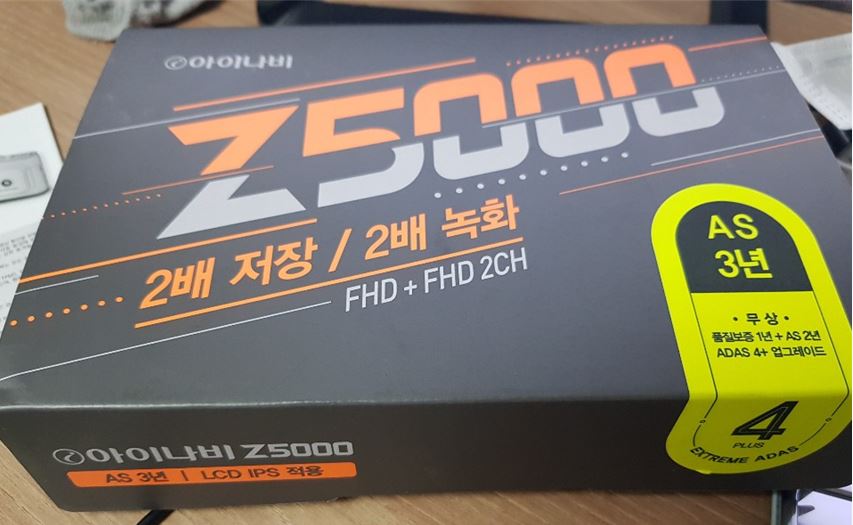 아이나비
Z5000
2배 저장 / 2배 녹화
FHD + FHD 2CH
AS
3년
• 무상 •
품질보증 1년 + AS 2년
ADAS 4+ 업그레이드
4
PLUS
EXTREME ADAS
아이나비 Z5000
AS 3년 | LCD IPS 적용